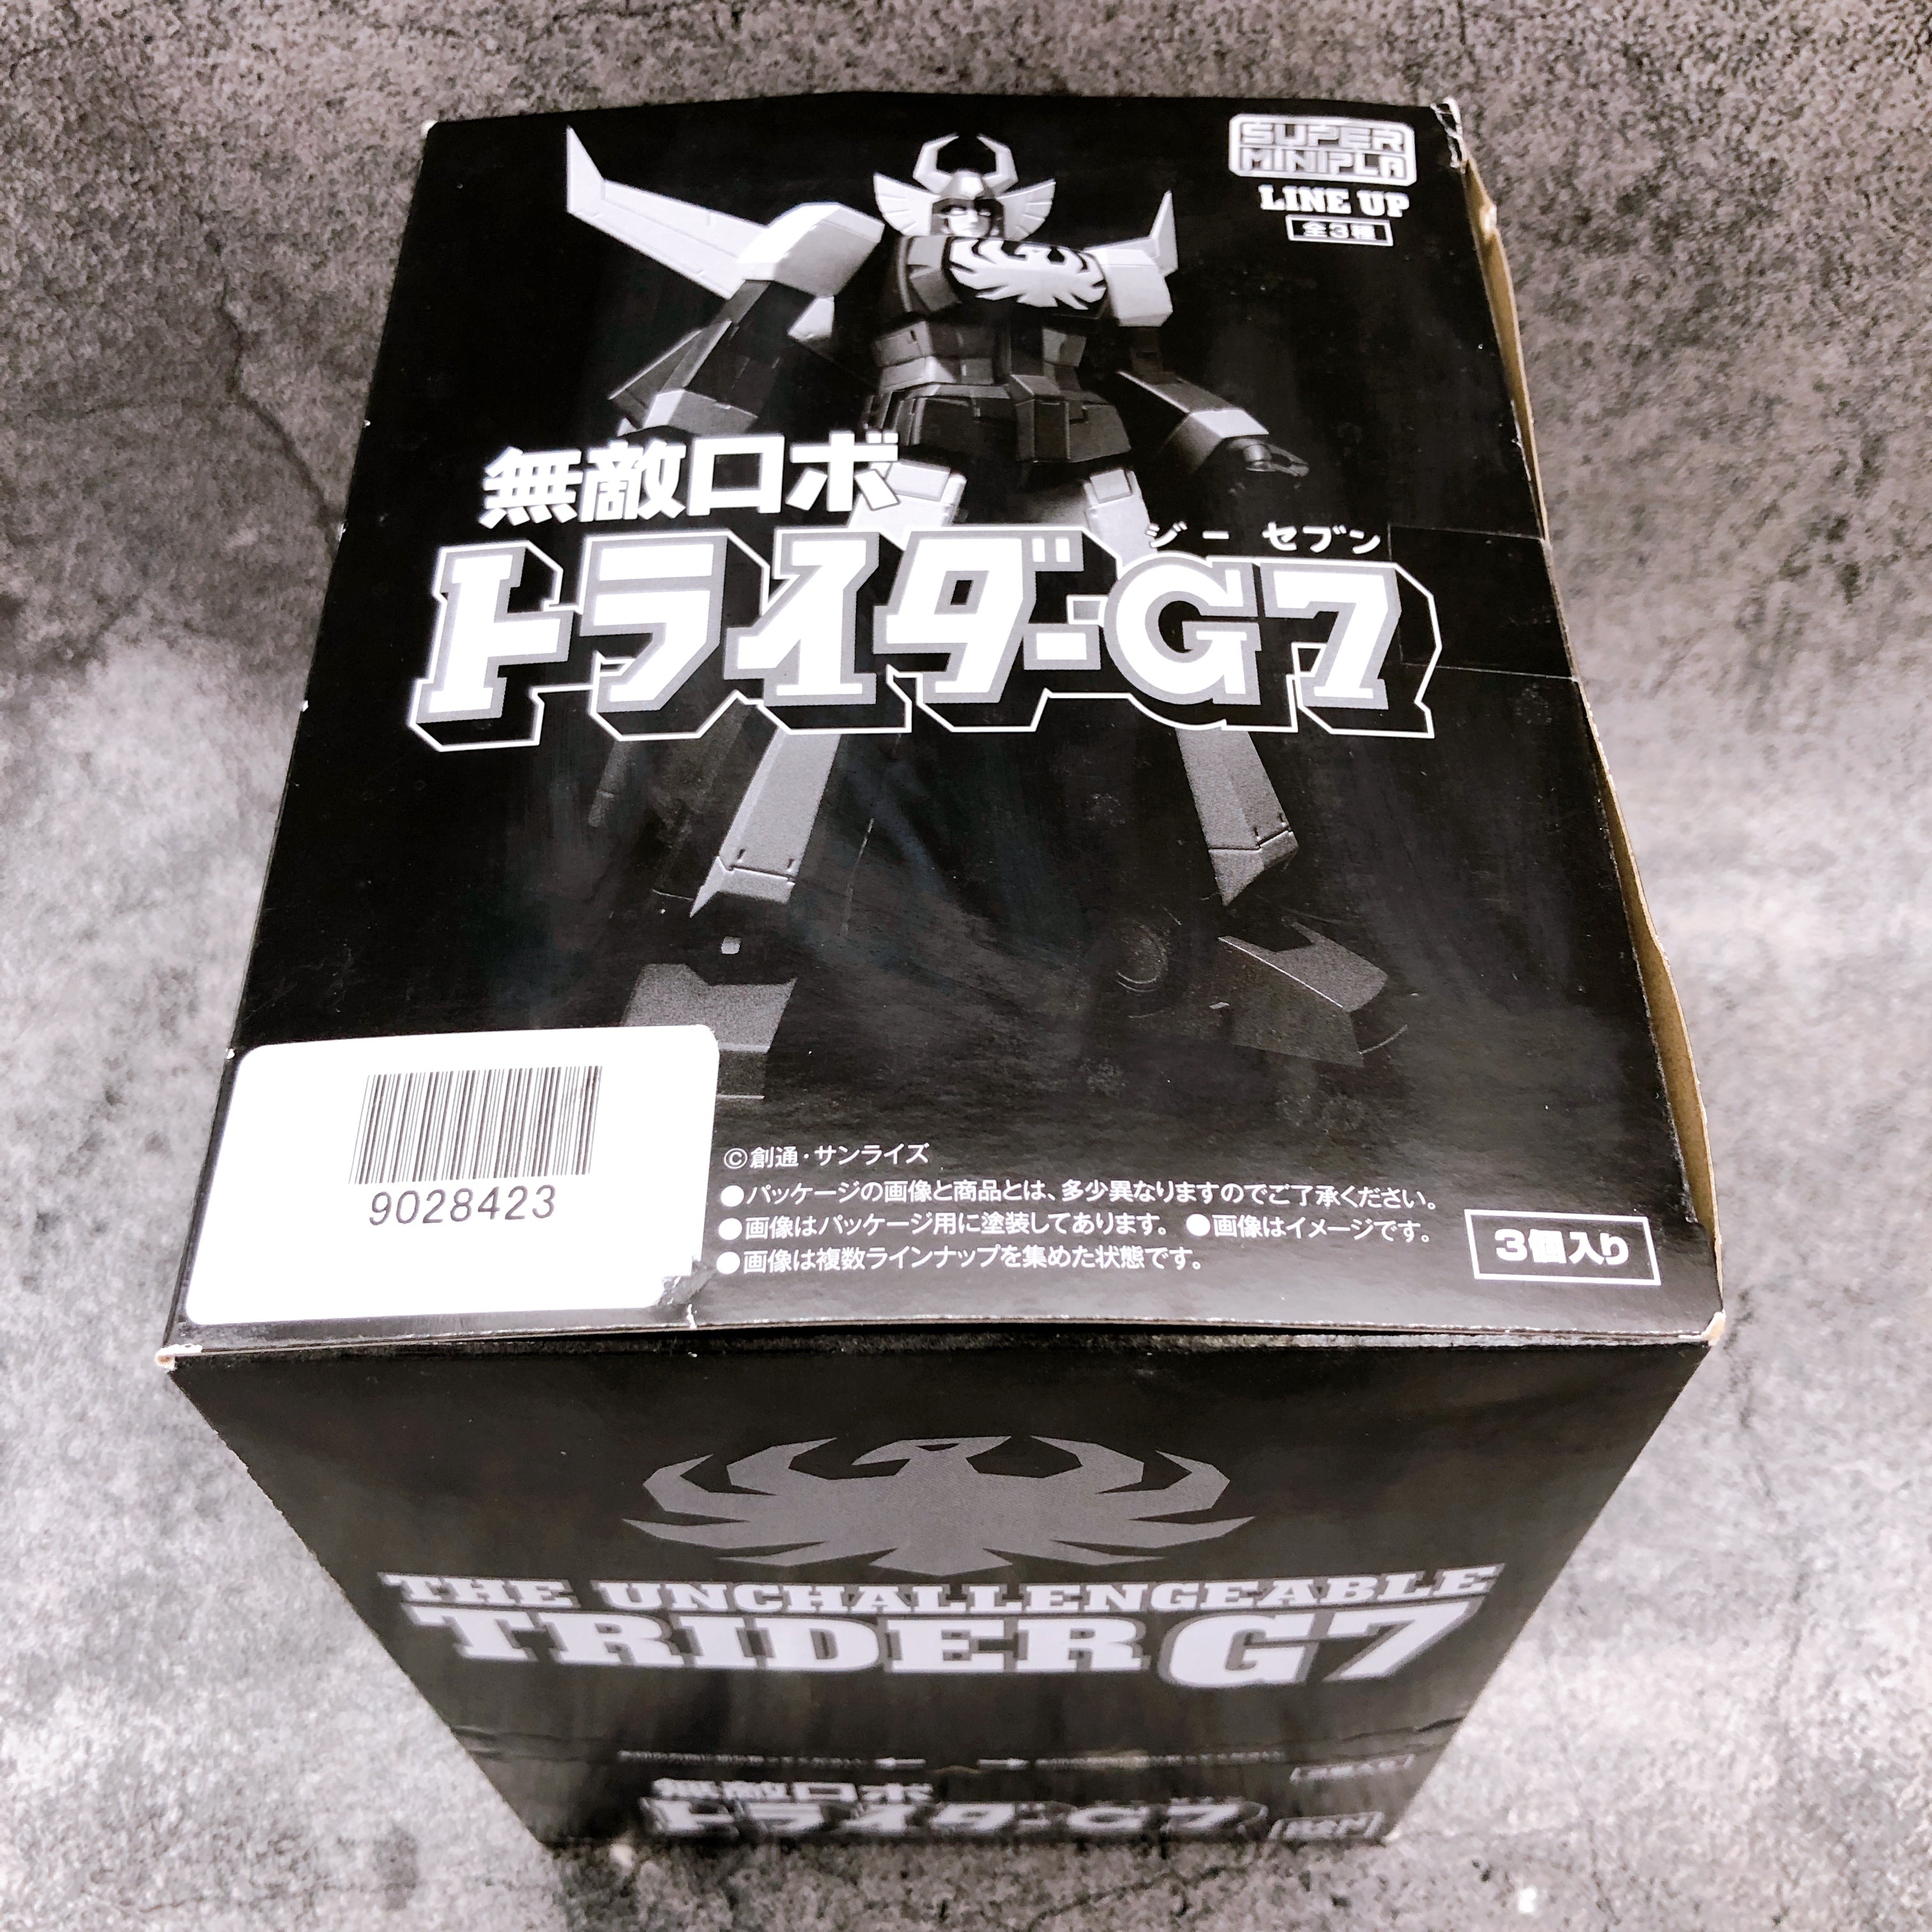 SUPER
MINIPLA
LINE UP
全3種
無敵ロボ
ジー セブン
トライダーG7
9028423
©創通・サンライズ
●パッケージの画像と商品とは、多少異なりますのでご了承ください。
●画像はパッケージ用に塗装してあります。 ●画像はイメージです。
●画像は複数ラインナップを集めた状態です。
3個入り
THE UNCHALLENGEABLE
TRIDER G7
無敵ロボ
トライダーG7